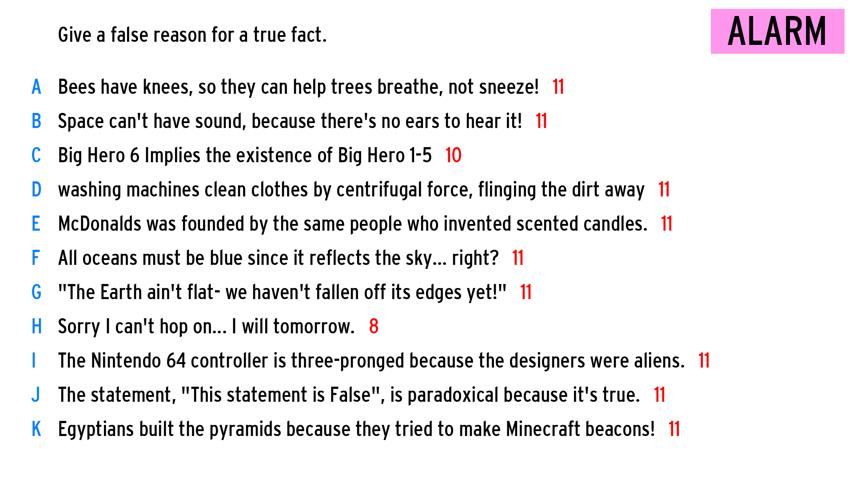 Give a false reason for a true fact.
ALARM
A Bees have knees, so they can help trees breathe, not sneeze! 11
B Space can't have sound, because there's no ears to hear it! 11
C Big Hero 6 Implies the existence of Big Hero 1-5 10
D washing machines clean clothes by centrifugal force, flinging the dirt away 11
E McDonalds was founded by the same people who invented scented candles. 11
F All oceans must be blue since it reflects the sky... right? 11
G "The Earth ain't flat- we haven't fallen off its edges yet!" 11
H Sorry I can't hop on... I will tomorrow. 8
I The Nintendo 64 controller is three-pronged because the designers were aliens. 11
J The statement, "This statement is False", is paradoxical because it's true. 11
K Egyptians built the pyramids because they tried to make Minecraft beacons! 11